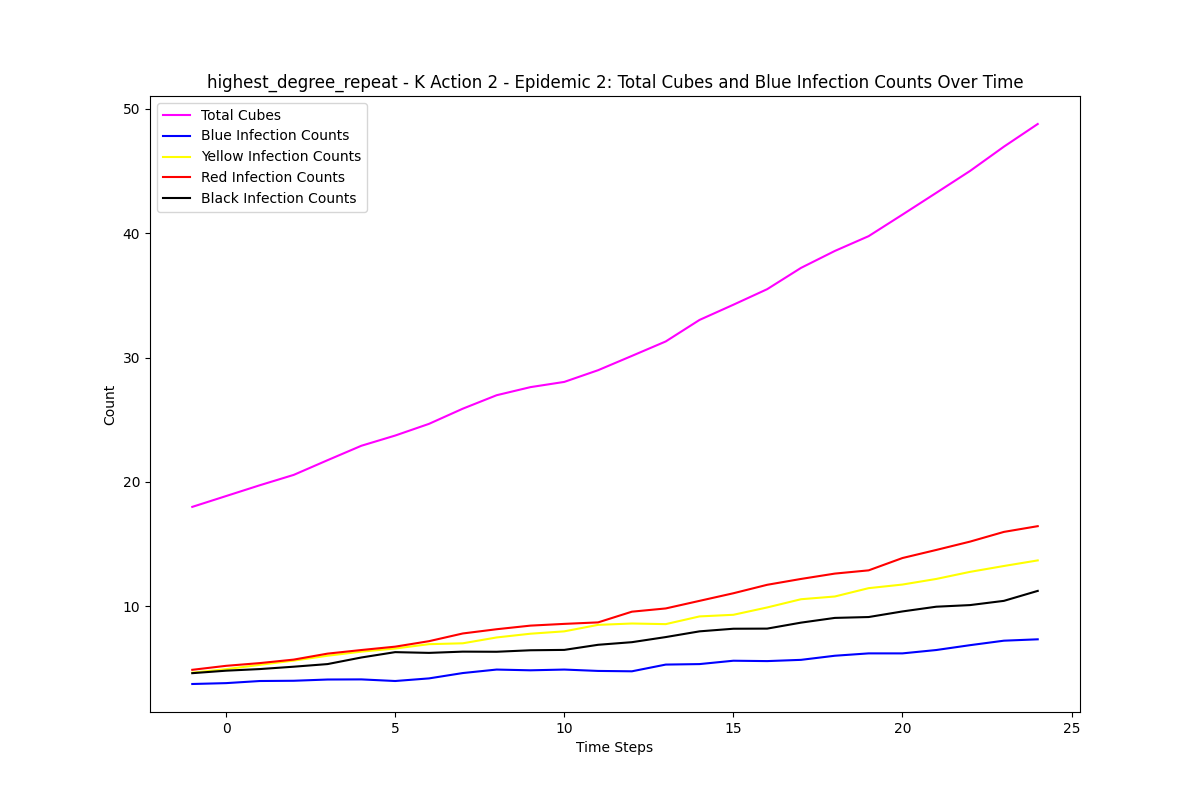 highest_degree_repeat - K Action 2 - Epidemic 2: Total Cubes and Blue Infection Counts Over Time
Total Cubes
Blue Infection Counts
Yellow Infection Counts
Red Infection Counts
Black Infection Counts
50
40
30
20
10
Count
0
5
10
15
20
25
Time Steps